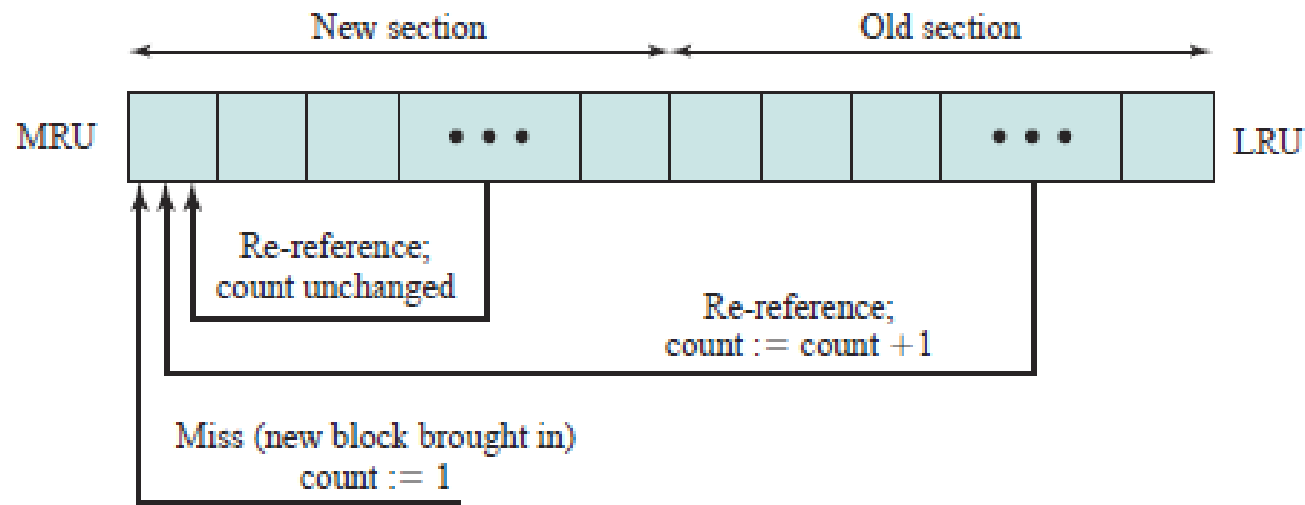 New section
Old section
MRU
• • •
• • •
LRU
Re-reference;
count unchanged
Re-reference;
count := count +1
Miss (new block brought in)
count := 1